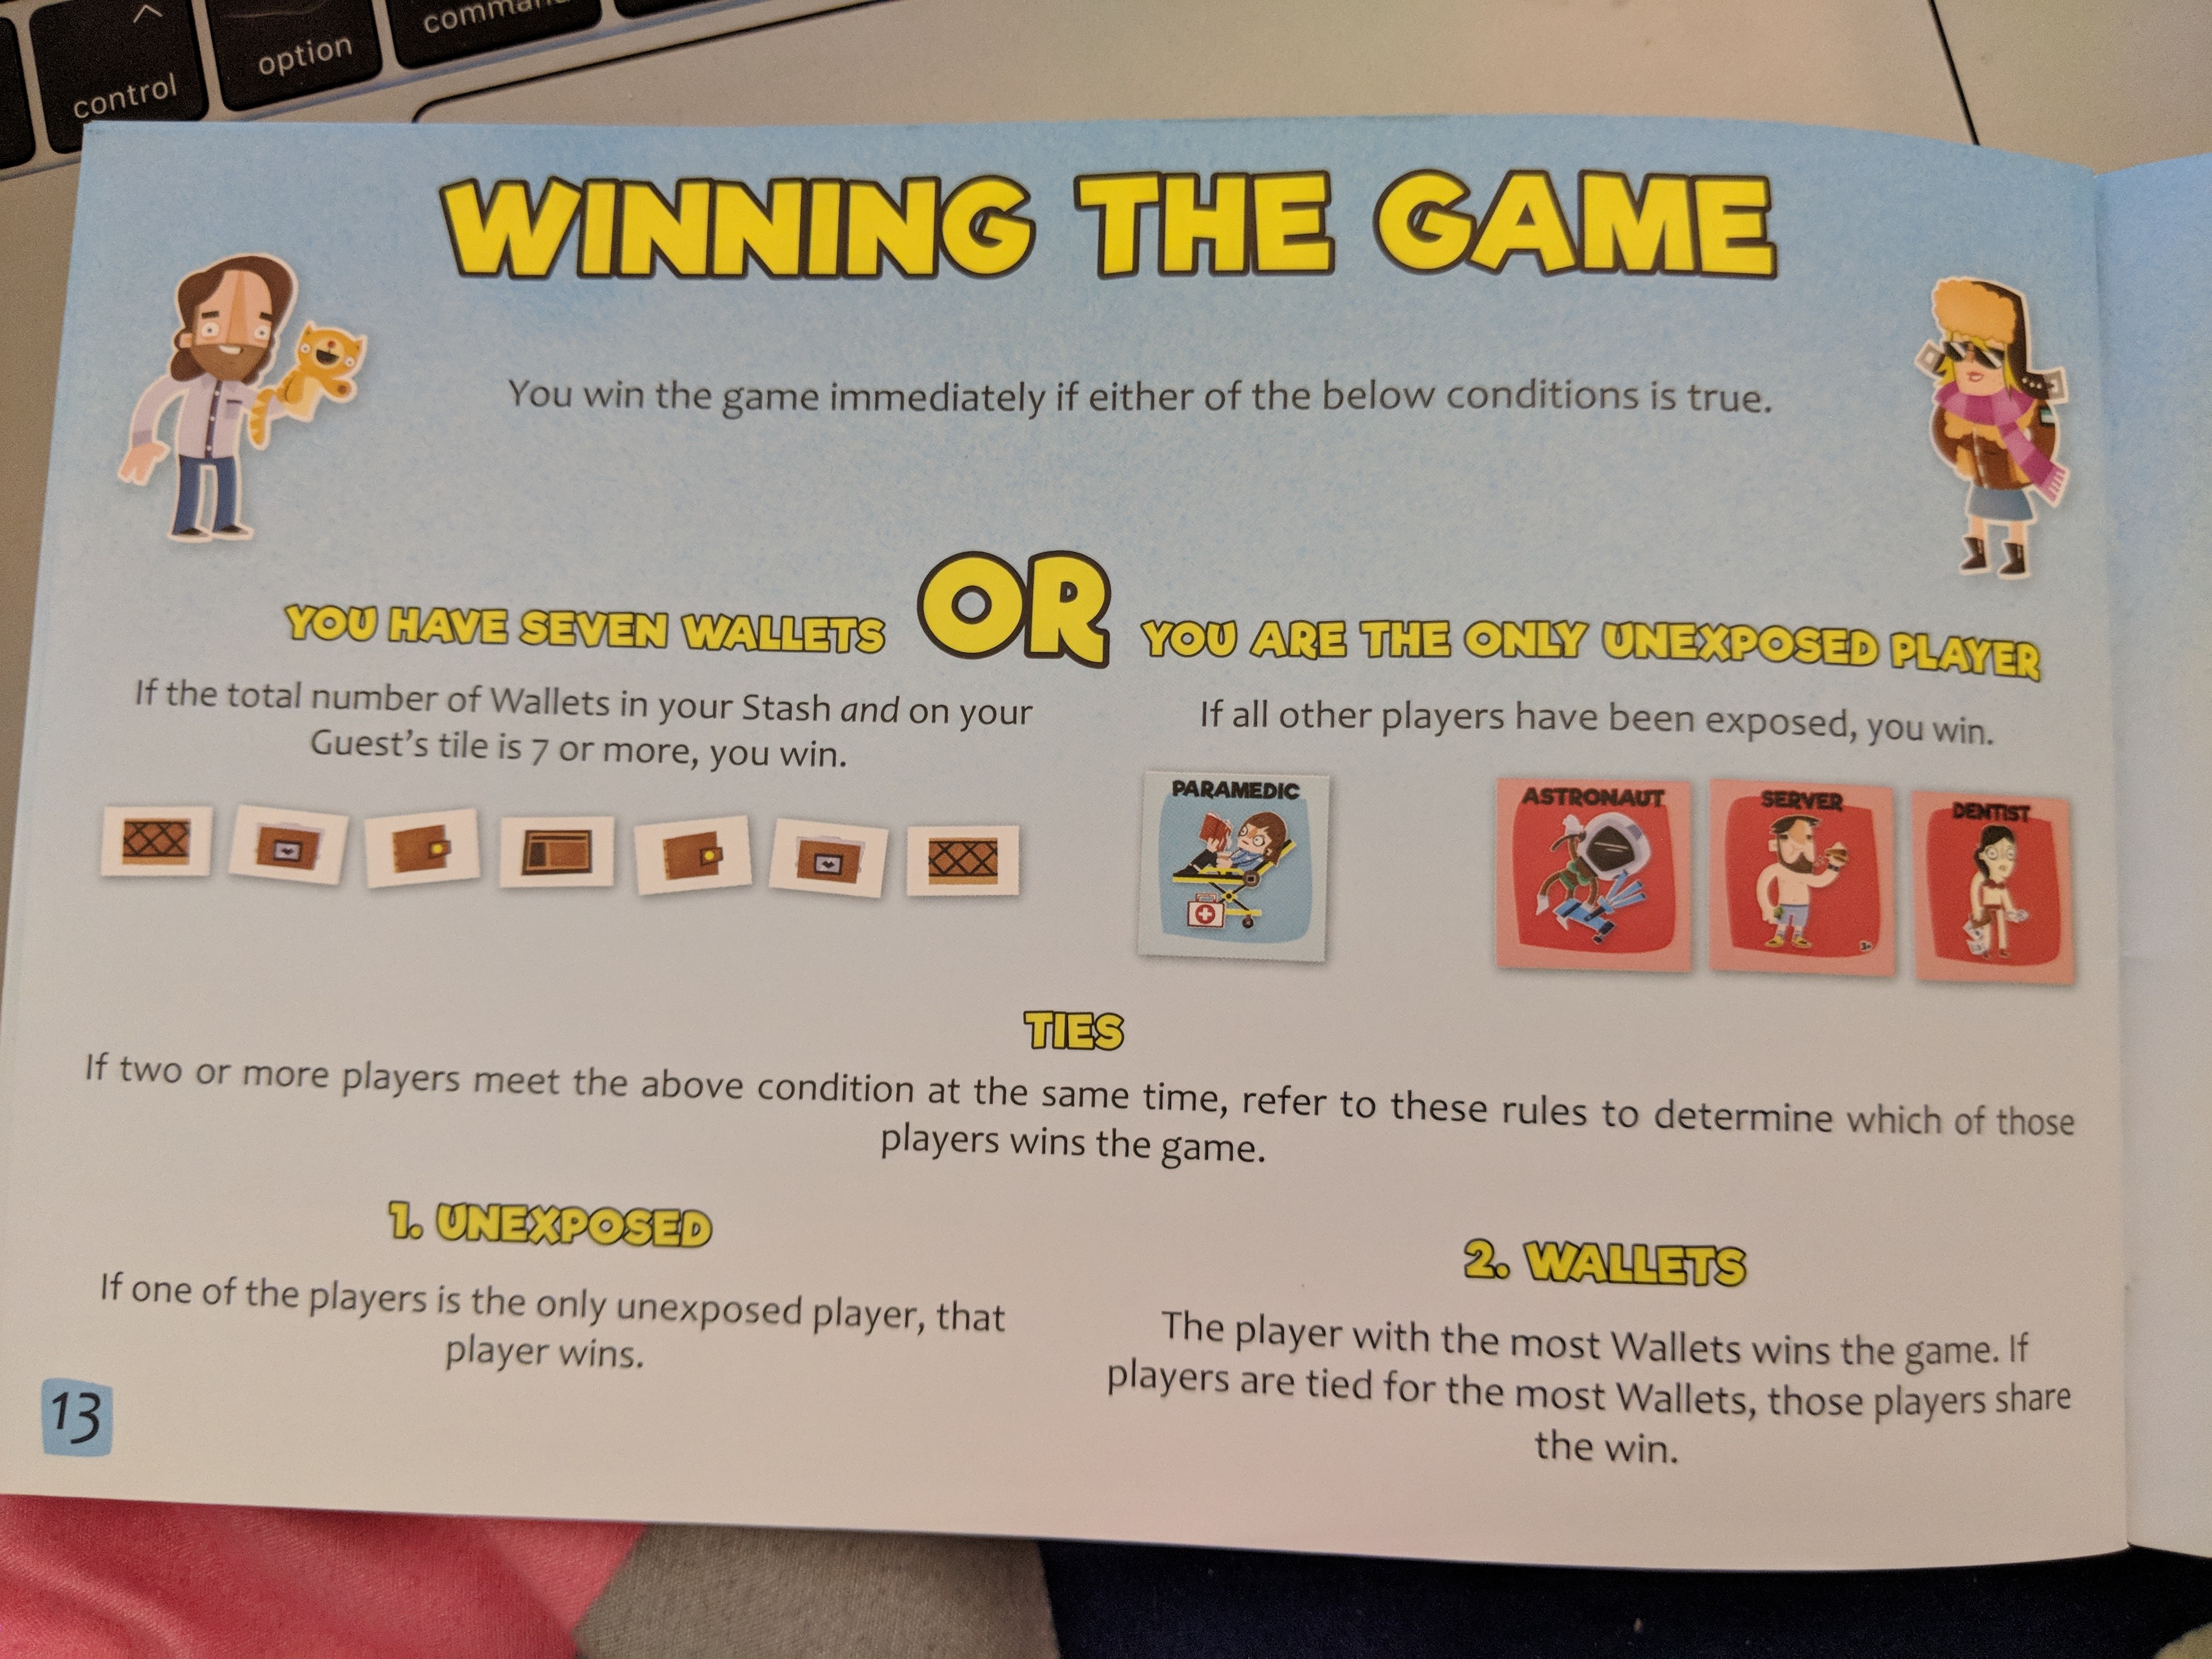 control
option
WINNING THE GAME
You win the game immediately if either of the below conditions is true.
OR
YOU HAVE SEVEN WALLETS
If the total number of Wallets in your Stash and on your
Guest's tile is 7 or more, you win.
YOU ARE THE ONLY UNEXPOSED PLAYER
If all other players have been exposed, you win.
PARAMEDIC
ASTRONAUT
SERVER
DENTIST
TIES
If two or more players meet the above condition at the same time, refer to these rules to determine which of those
players wins the game.
1. UNEXPOSED
If one of the players is the only unexposed player, that
player wins.
2. WALLETS
The player with the most Wallets wins the game. If
players are tied for the most Wallets, those players share
the win.
13